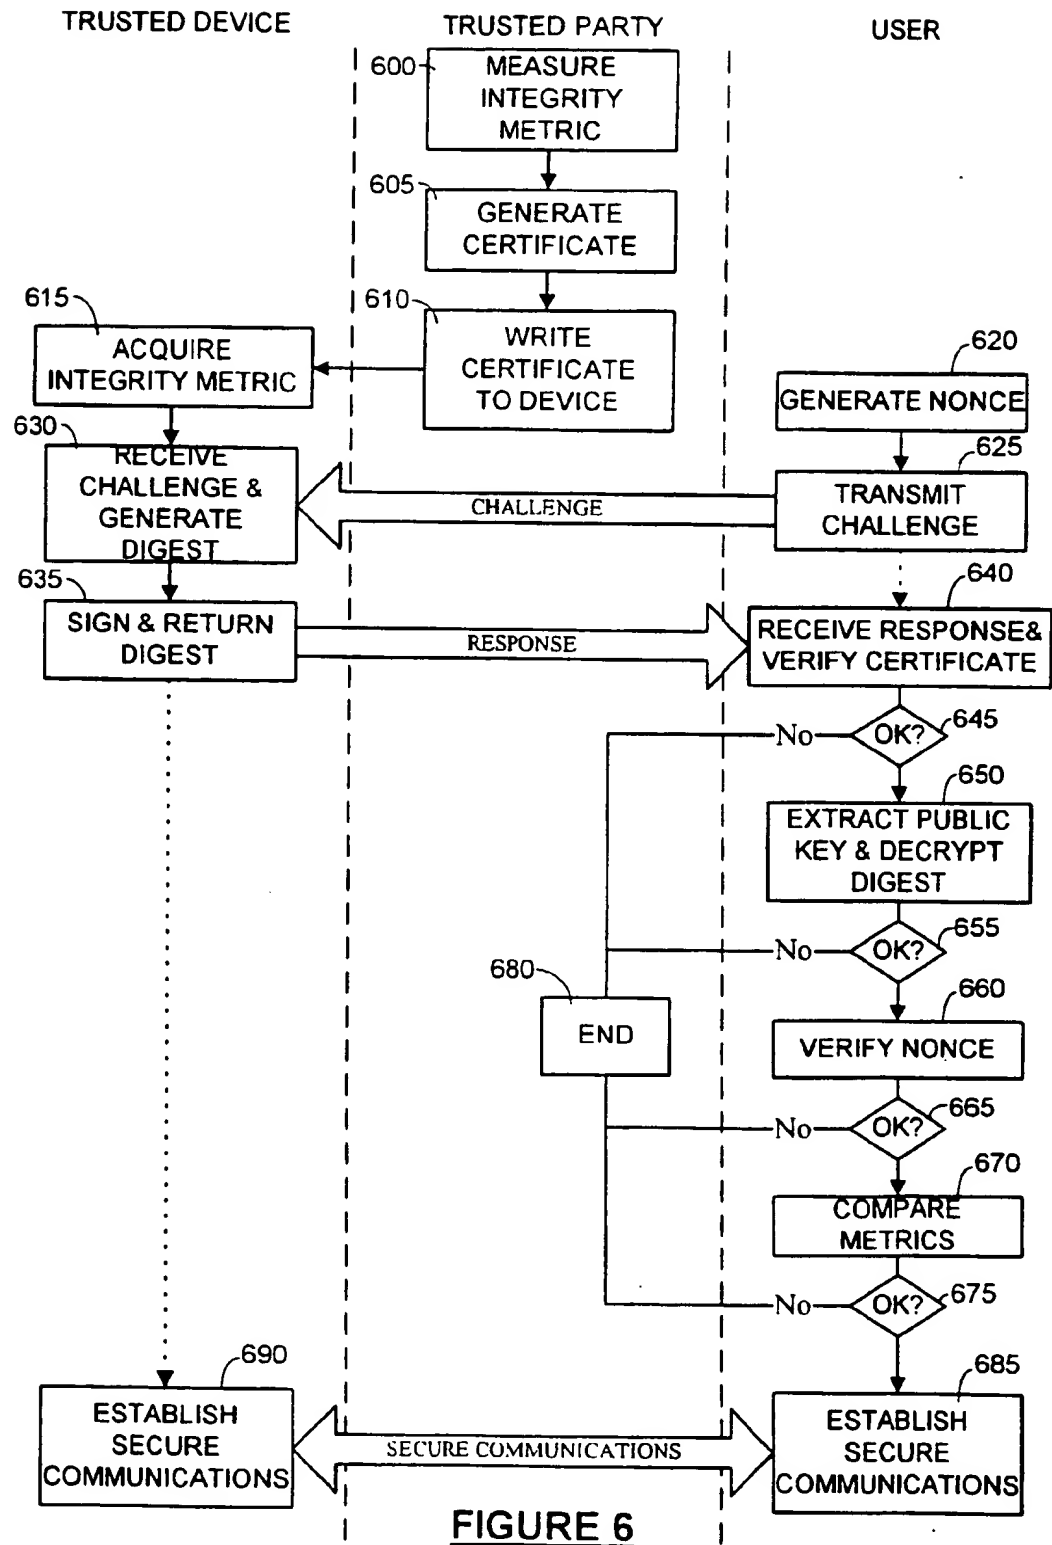 TRUSTED DEVICE
TRUSTED PARTY
USER
600
MEASURE
INTEGRITY
METRIC
605
GENERATE
CERTIFICATE
610
WRITE
CERTIFICATE
TO DEVICE
615
ACQUIRE
INTEGRITY METRIC
620
GENERATE NONCE
625
TRANSMIT
CHALLENGE
CHALLENGE
630
RECEIVE
CHALLENGE &
GENERATE
DIGEST
635
SIGN & RETURN
DIGEST
RESPONSE
640
RECEIVE RESPONSE&
VERIFY CERTIFICATE
645
OK?
No
650
EXTRACT PUBLIC
KEY & DECRYPT
DIGEST
655
OK?
No
680
END
660
VERIFY NONCE
665
OK?
No
670
COMPARE
METRICS
675
OK?
No
690
ESTABLISH
SECURE
COMMUNICATIONS
SECURE COMMUNICATIONS
685
ESTABLISH
SECURE
COMMUNICATIONS
FIGURE 6